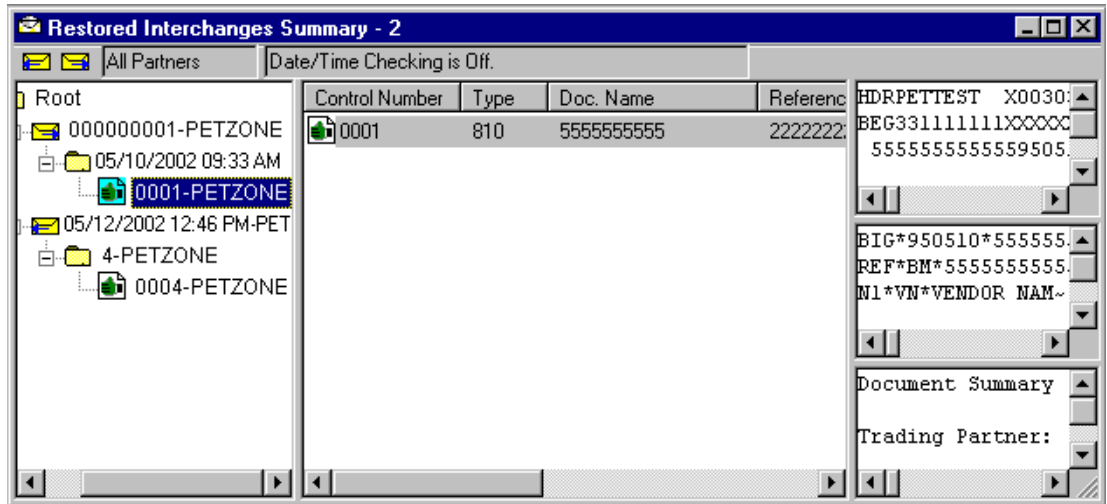 Restored Interchanges Summary - 2
All Partners Date/Time Checking is Off.
Root
000000001-PETZONE
05/10/2002 09:33 AM
0001-PETZONE
05/12/2002 12:46 PM-PET
4-PETZONE
0004-PETZONE
Control Number Type Doc. Name Referenc
0001 810 5555555555 2222222
HDRPETTEST X0030
BEG331111111XXXXX
5555555555559505
BIG*950510*555555
REF*BM*5555555555
N1*VN*VENDOR NAM~
Document Summary
Trading Partner: